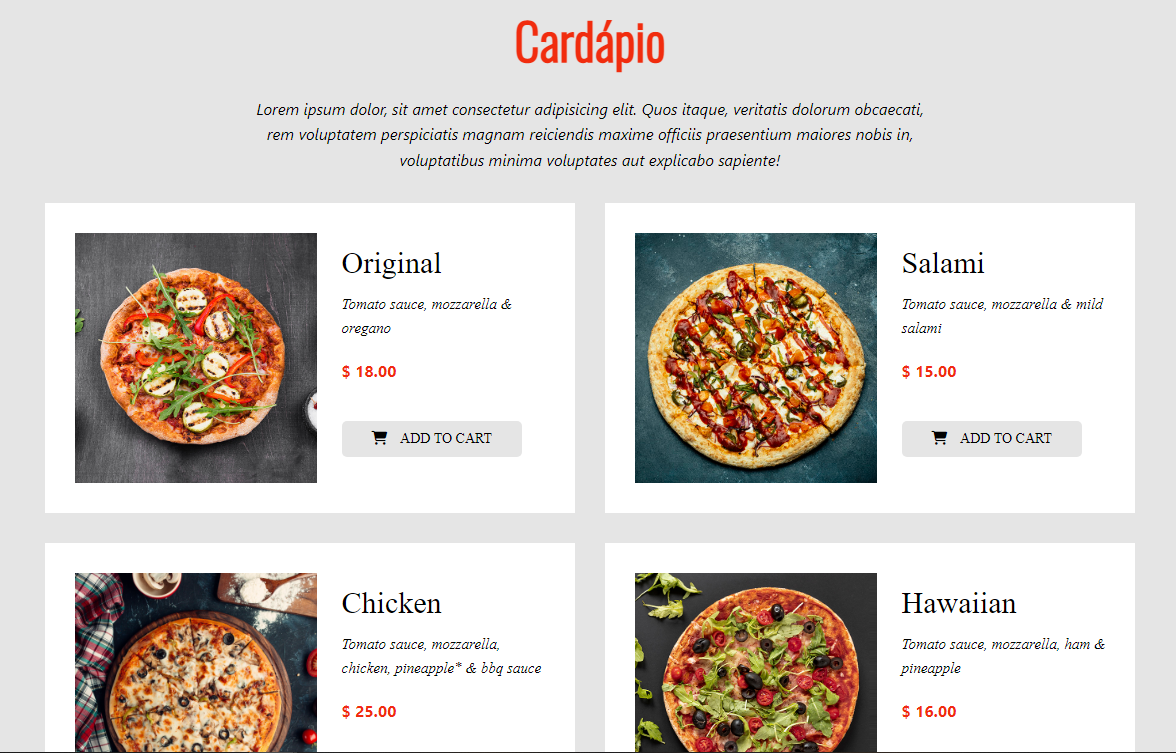 Cardápio
Lorem ipsum dolor, sit amet consectetur adipisicing elit. Quos itaque, veritatis dolorum obcaecati,
rem voluptatem perspiciatis magnam reiciendis maxime officiis praesentium maiores nobis in,
voluptatibus minima voluptates aut explicabo sapiente!
Original
Tomato sauce, mozzarella &
oregano
$ 18.00
ADD TO CART
Salami
Tomato sauce, mozzarella & mild
salami
$ 15.00
ADD TO CART
Chicken
Tomato sauce, mozzarella,
chicken, pineapple* & bbq sauce
$ 25.00
Hawaiian
Tomato sauce, mozzarella, ham &
pineapple
$ 16.00